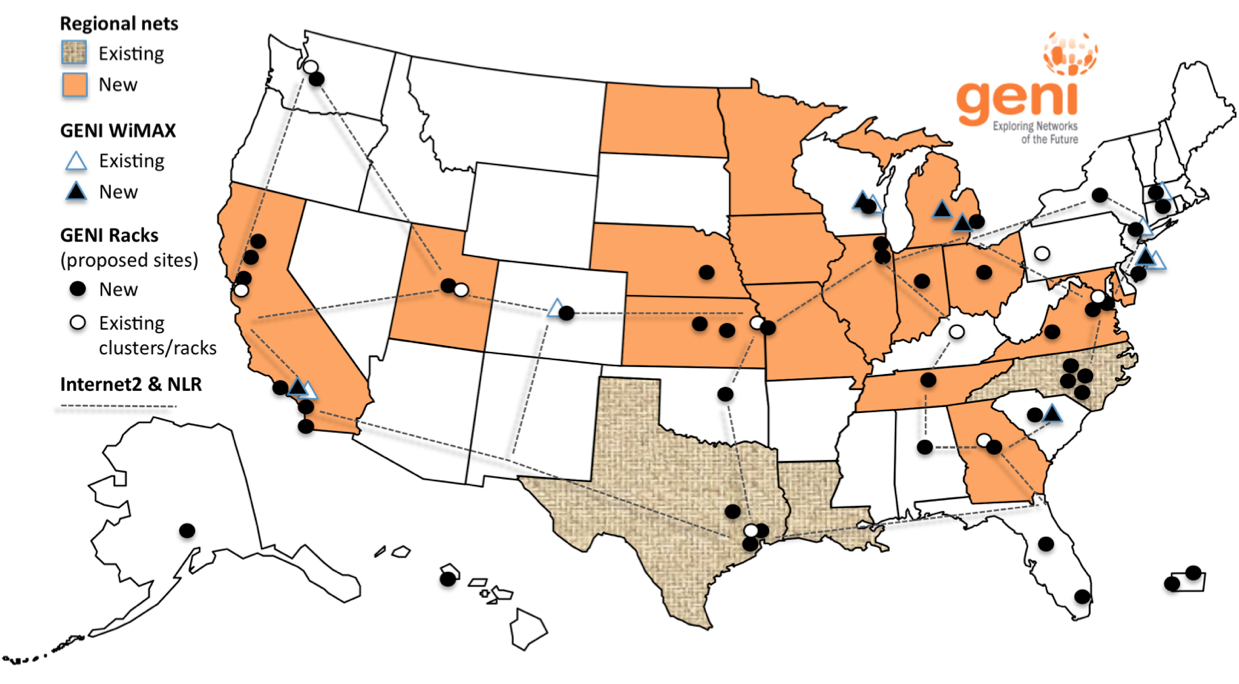 Regional nets
Existing
New
GENI WiMAX
Existing
New
GENI Racks
(proposed sites)
New
Existing
clusters/racks
Internet2 & NLR
geni
Exploring Networks
of the Future